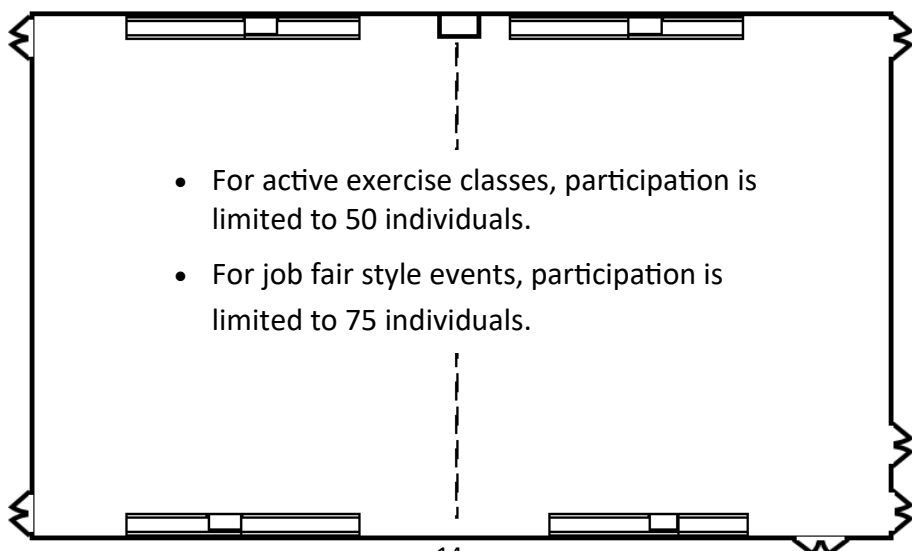 • For active exercise classes, participation is
limited to 50 individuals.
• For job fair style events, participation is
limited to 75 individuals.
14